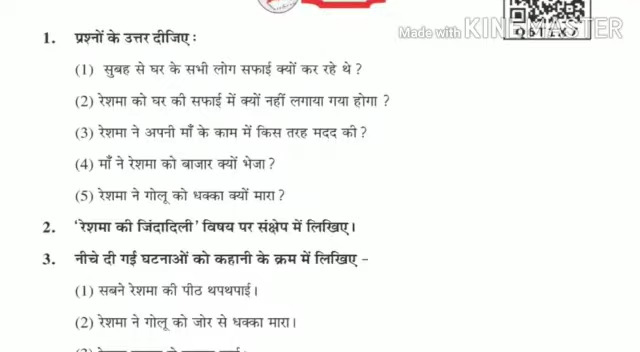 Made with KINEMASTER
Q5T1X7
1. प्रश्नों के उत्तर दीजिए :
(1) सुबह से घर के सभी लोग सफाई क्यों कर रहे थे ?
(2) रेशमा को घर की सफाई में क्यों नहीं लगाया गया होगा ?
(3) रेशमा ने अपनी माँ के काम में किस तरह मदद की ?
(4) माँ ने रेशमा को बाजार क्यों भेजा ?
(5) रेशमा ने गोलू को धक्का क्यों मारा ?
2. 'रेशमा की जिंदादिली' विषय पर संक्षेप में लिखिए।
3. नीचे दी गई घटनाओं को कहानी के क्रम में लिखिए –
(1) सबने रेशमा की पीठ थपथपाई।
(2) रेशमा ने गोलू को जोर से धक्का मारा।